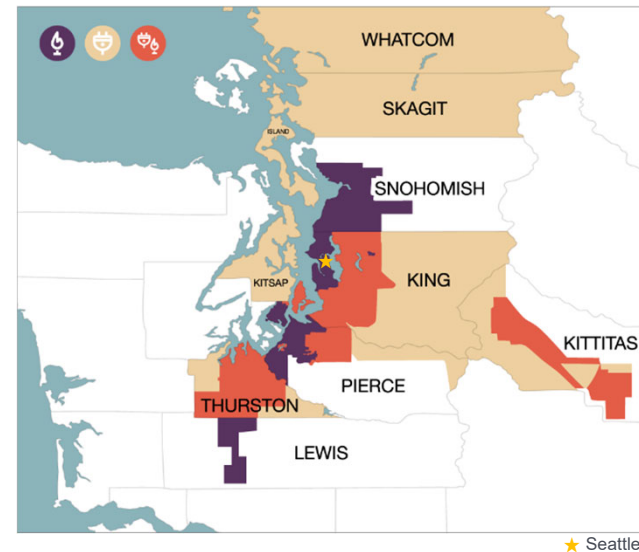 WHATCOM
SKAGIT
ISLAND
SNOHOMISH
KITSAP
KING
KITTITAS
PIERCE
THURSTON
LEWIS
Seattle